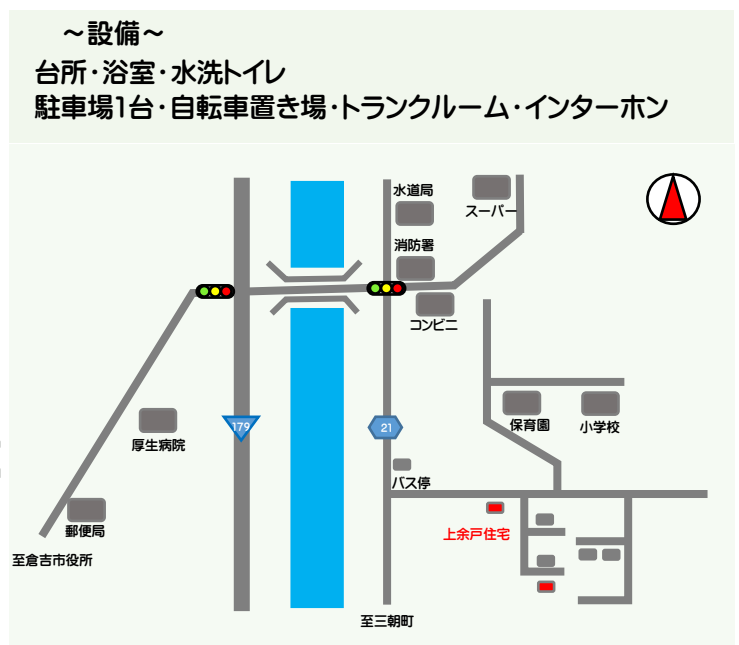 ～設備～
台所・浴室・水洗トイレ
駐車場1台・自転車置き場・トランクルーム・インターホン
水道局
スーパー
消防署
コンビニ
179
21
保育園
小学校
厚生病院
バス停
郵便局
上余戸住宅
至倉吉市役所
至三朝町